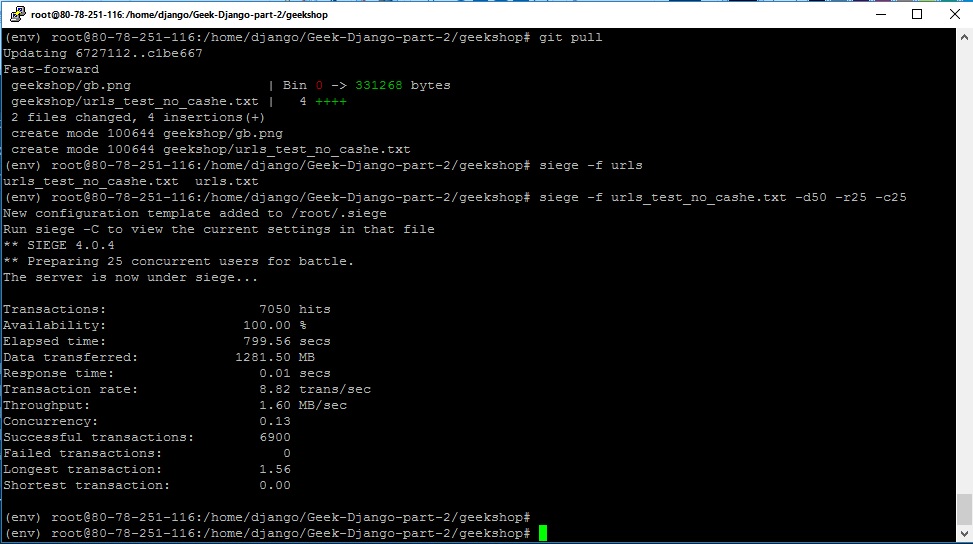 root@80-78-251-116:/home/django/Geek-Django-part-2/geekshop
(env) root@80-78-251-116:/home/django/Geek-Django-part-2/geekshop# git pull
Updating 6727112..c1be667
Fast-forward
 geekshop/gb.png                 | Bin 0 -> 331268 bytes
 geekshop/urls_test_no_cashe.txt |   4 ++++
 2 files changed, 4 insertions(+)
 create mode 100644 geekshop/gb.png
 create mode 100644 geekshop/urls_test_no_cashe.txt
(env) root@80-78-251-116:/home/django/Geek-Django-part-2/geekshop# siege -f urls
urls_test_no_cashe.txt  urls.txt
(env) root@80-78-251-116:/home/django/Geek-Django-part-2/geekshop# siege -f urls_test_no_cashe.txt -d50 -r25 -c25
New configuration template added to /root/.siege
Run siege -C to view the current settings in that file
** SIEGE 4.0.4
** Preparing 25 concurrent users for battle.
The server is now under siege...
Transactions:                   7050 hits
Availability:                 100.00 %
Elapsed time:                 799.56 secs
Data transferred:            1281.50 MB
Response time:                  0.01 secs
Transaction rate:               8.82 trans/sec
Throughput:                     1.60 MB/sec
Concurrency:                    0.13
Successful transactions:        6900
Failed transactions:               0
Longest transaction:            1.56
Shortest transaction:           0.00
(env) root@80-78-251-116:/home/django/Geek-Django-part-2/geekshop#
(env) root@80-78-251-116:/home/django/Geek-Django-part-2/geekshop#